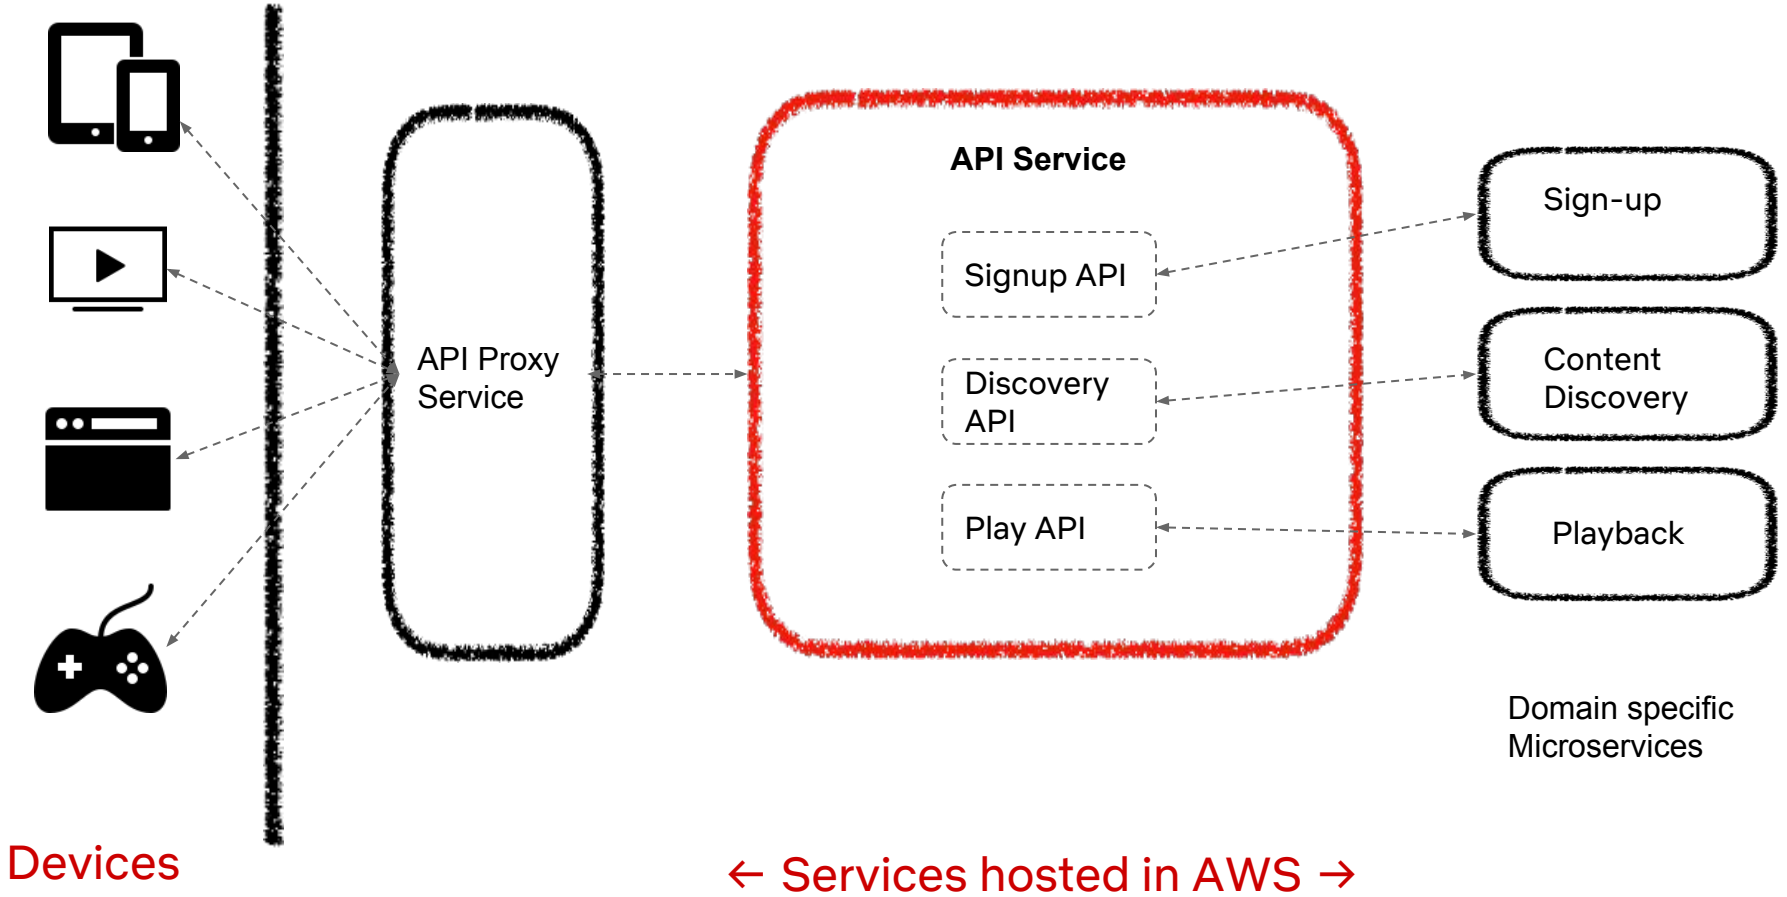 API Proxy
Service
API Service
Signup API
Discovery
API
Play API
Sign-up
Content
Discovery
Playback
Domain specific
Microservices
Devices
← Services hosted in AWS →